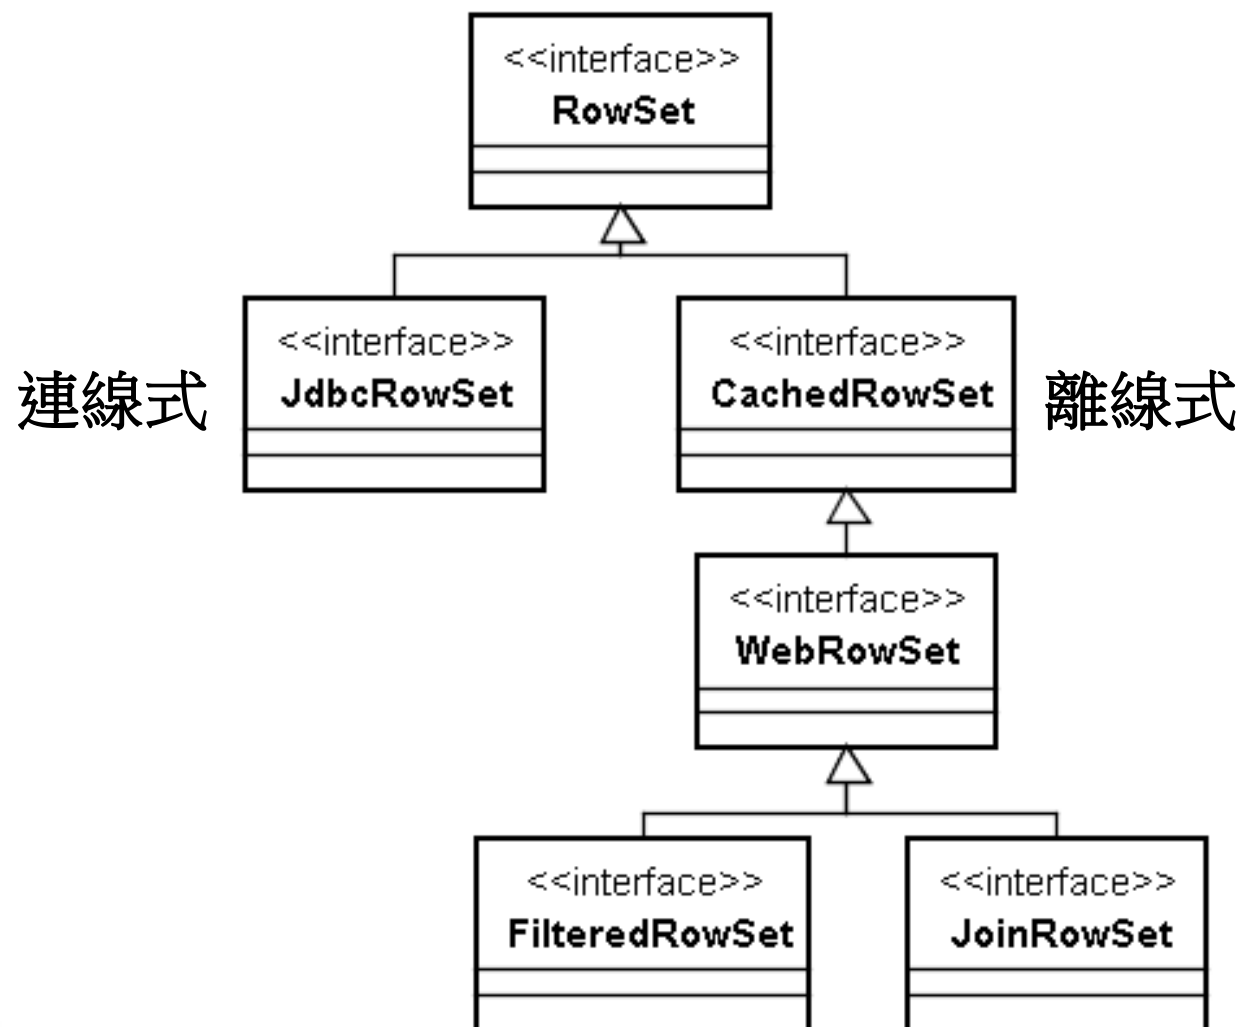 <<interface>>
RowSet
連線式
<<interface>>
JdbcRowSet
<<interface>>
CachedRowSet
離線式
<<interface>>
WebRowSet
<<interface>>
FilteredRowSet
<<interface>>
JoinRowSet